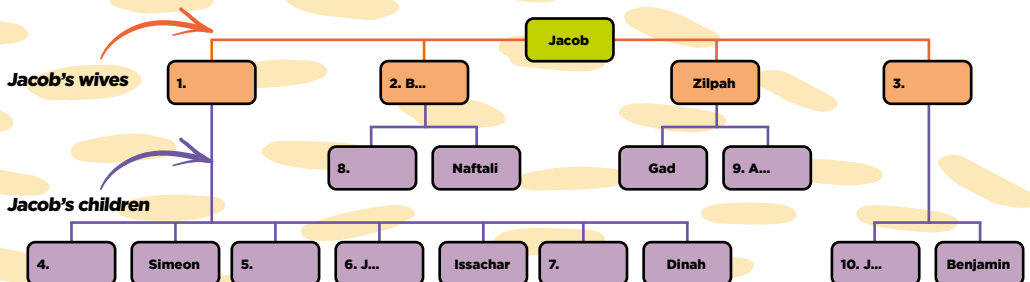 Jacob
Jacob's wives
1.
2. B...
Zilpah
3.
8.
Naftali
Gad
9. A...
Jacob's children
4.
Simeon
5.
6. J...
Issachar
7.
Dinah
10. J...
Benjamin